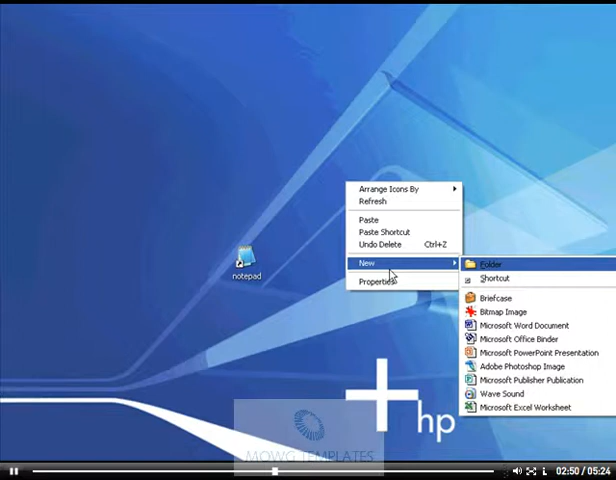 Arrange Icons By
Refresh
Paste
Paste Shortcut
Undo Delete Ctrl+Z
New
Properties
Folder
Shortcut
Briefcase
Bitmap Image
Microsoft Word Document
Microsoft Office Binder
Microsoft PowerPoint Presentation
Adobe Photoshop Image
Microsoft Publisher Publication
Wave Sound
Microsoft Excel Worksheet
notepad
hp
MOWG TEMPLATES
02:50 / 05:24